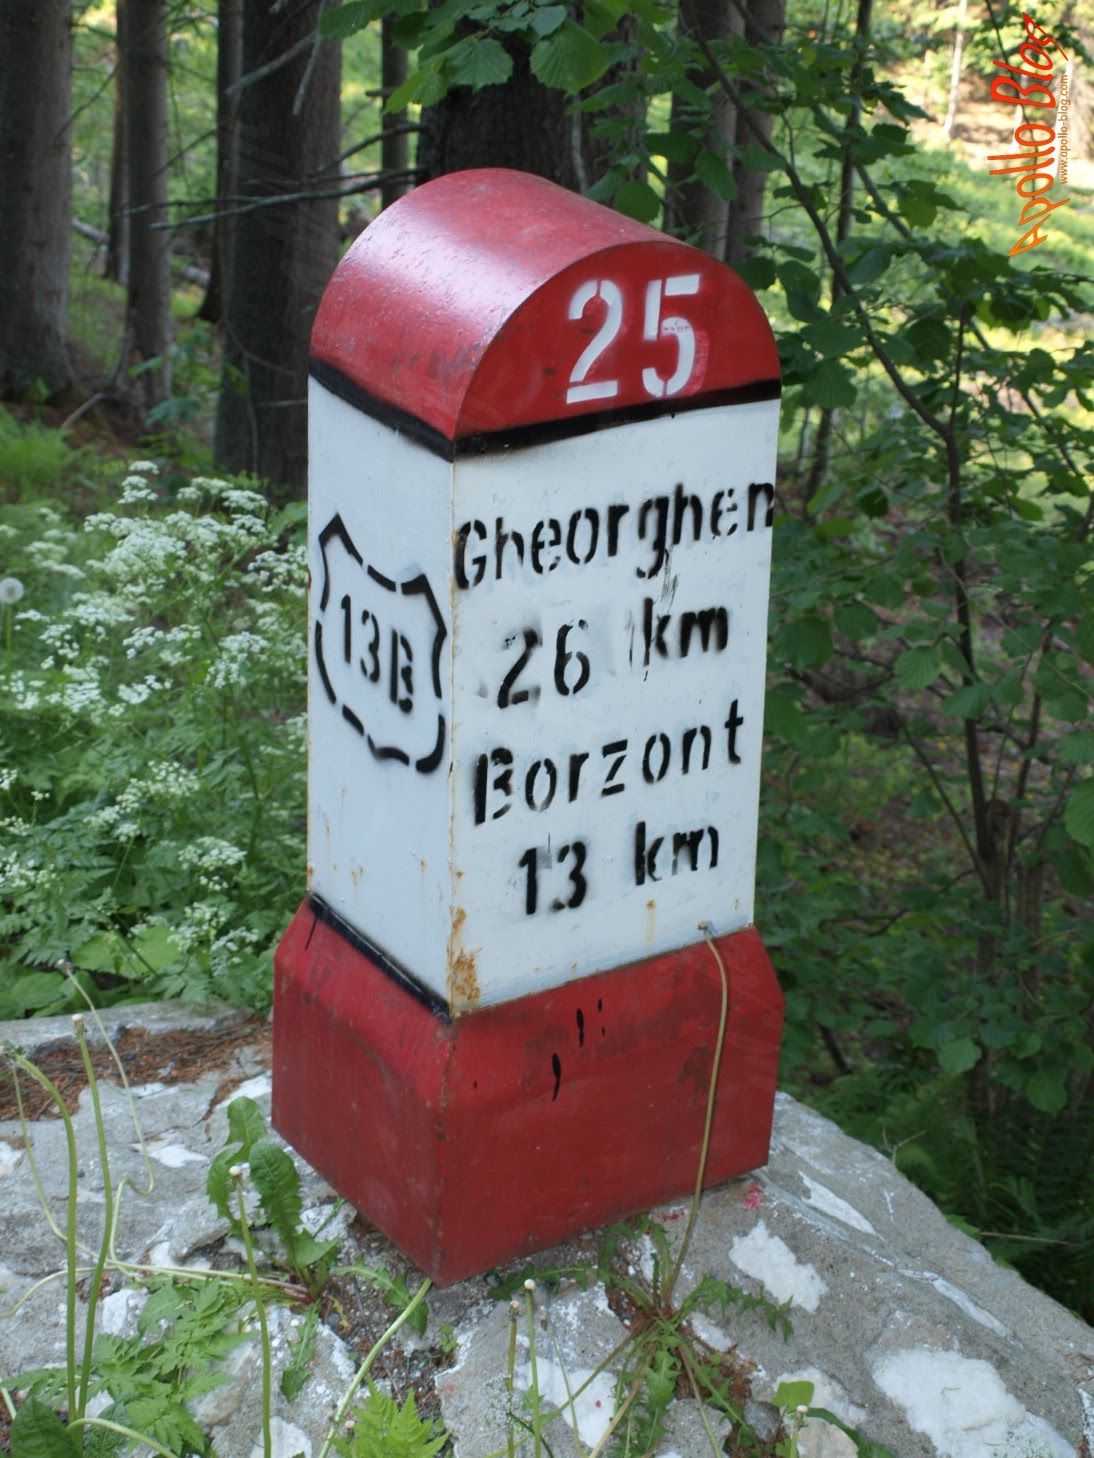 25
Gheorghen
26 km
Borzont
13 km
13B
Apollo Blog
www.apollo-blog.com